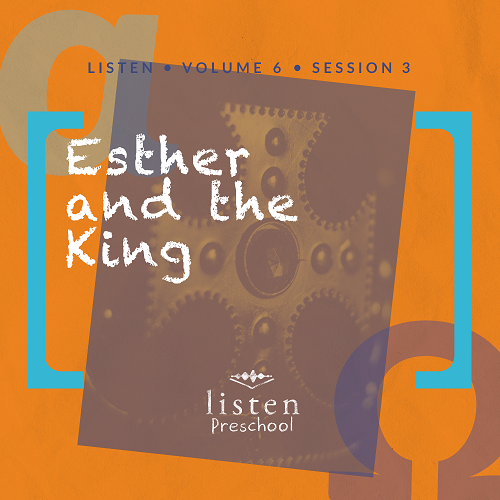 LISTEN • VOLUME 6 • SESSION 3
Esther
and the
King
listen
Preschool